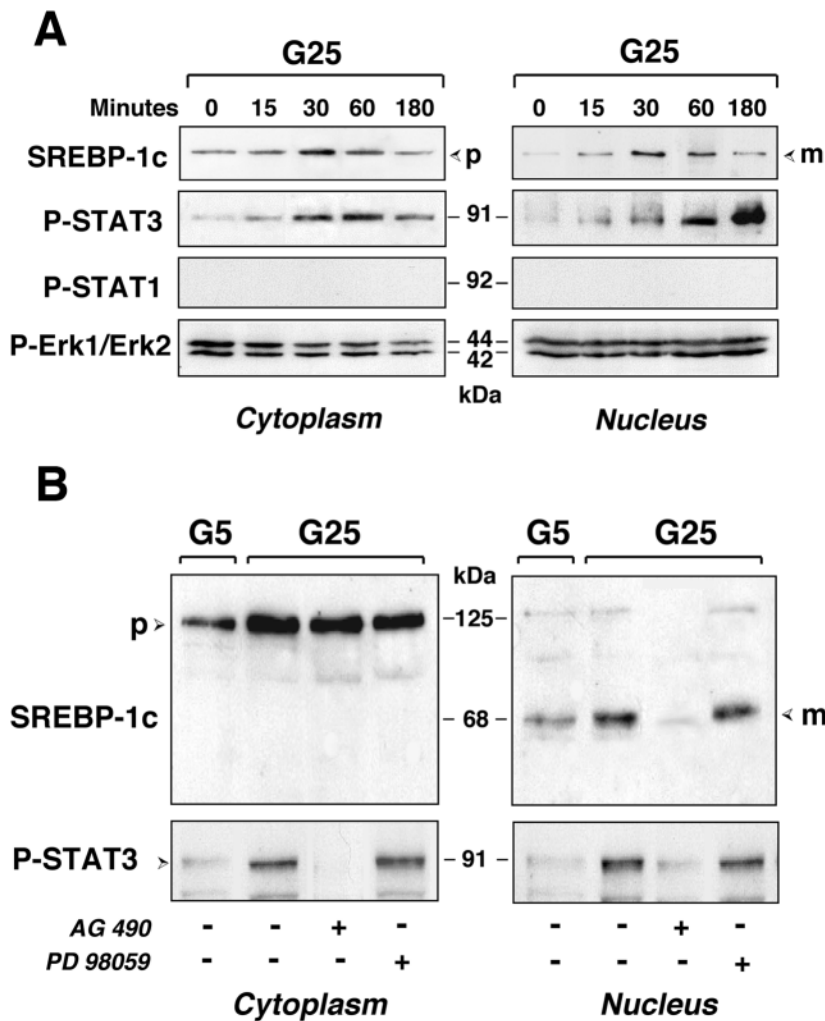 A
G25 G25
Minutes 0 15 30 60 180 0 15 30 60 180
SREBP-1c p m
P-STAT3 – 91 –
P-STAT1 – 92 –
P-Erk1/Erk2 44
42
kDa
Cytoplasm Nucleus
B
G5 G25 G5 G25
kDa
p -125-
SREBP-1c – 68 – m
P-STAT3 – 91 –
AG 490 - - + - - - + -
PD 98059 - - - + - - - +
Cytoplasm Nucleus